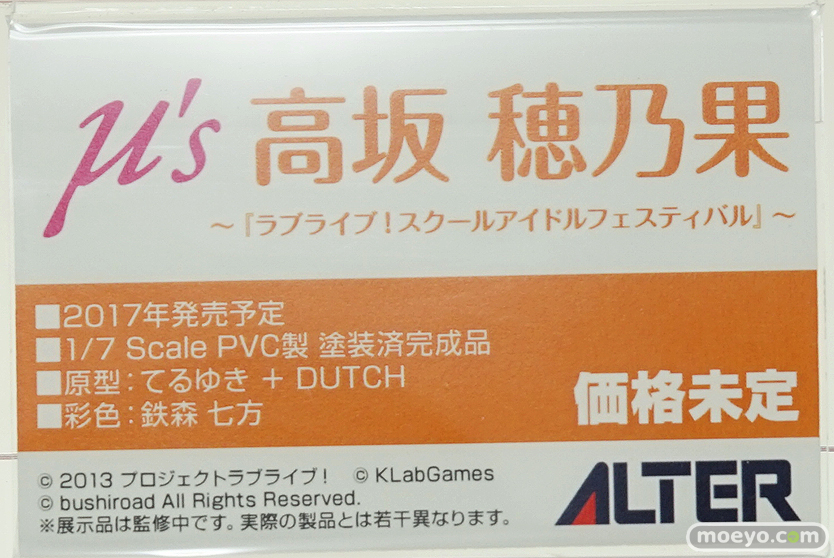 μ's 高坂 穂乃果
～『ラブライブ!スクールアイドルフェスティバル』～
■2017年発売予定
■1/7 Scale PVC製 塗装済完成品
■原型:てるゆき + DUTCH
■彩色:鉄森 七方
価格未定
© 2013 プロジェクトラブライブ! © KLabGames
© bushiroad All Rights Reserved.
※展示品は監修中です。実際の製品とは若干異なります。
ALTER
moeyo.com